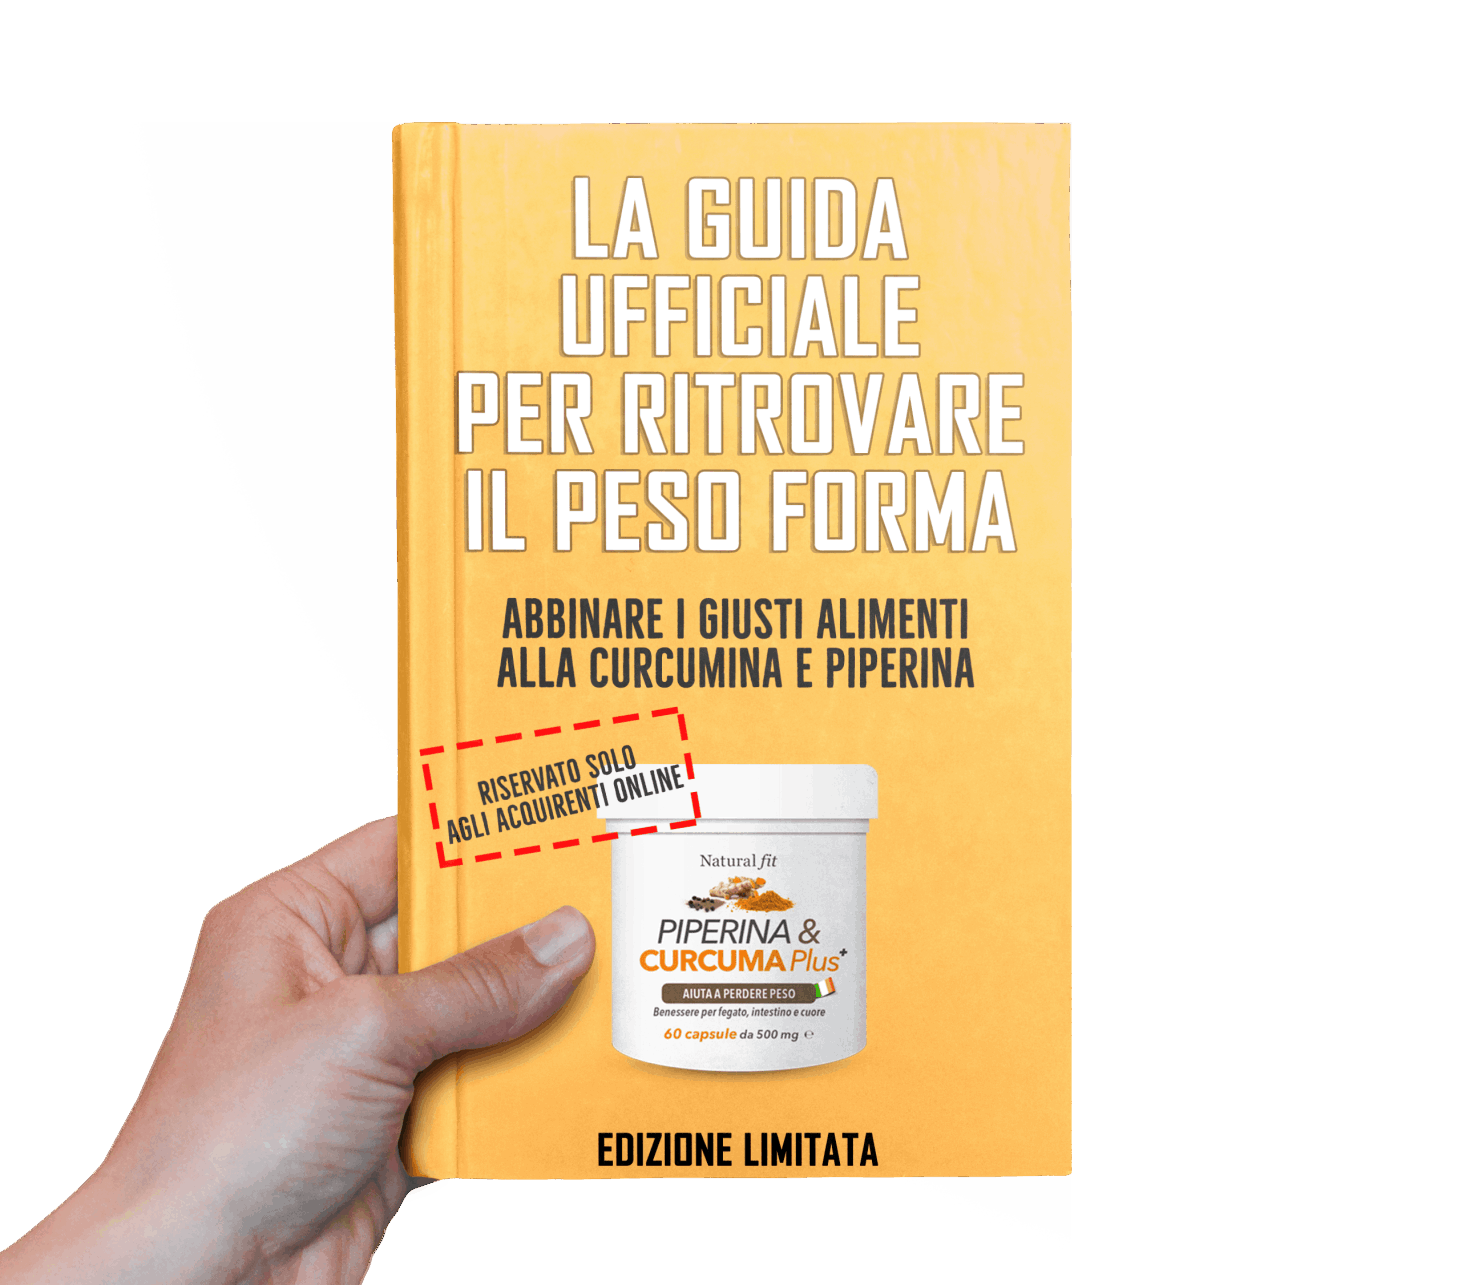 LA GUIDA
UFFICIALE
PER RITROVARE
IL PESO FORMA
ABBINARE I GIUSTI ALIMENTI
ALLA CURCUMINA E PIPERINA
RISERVATO SOLO
AGLI ACQUIRENTI ONLINE
Natural fit
PIPERINA &
CURCUMA Plus+
AIUTA A PERDERE PESO
Benessere per fegato, intestino e cuore
60 capsule da 500 mg ℮
EDIZIONE LIMITATA